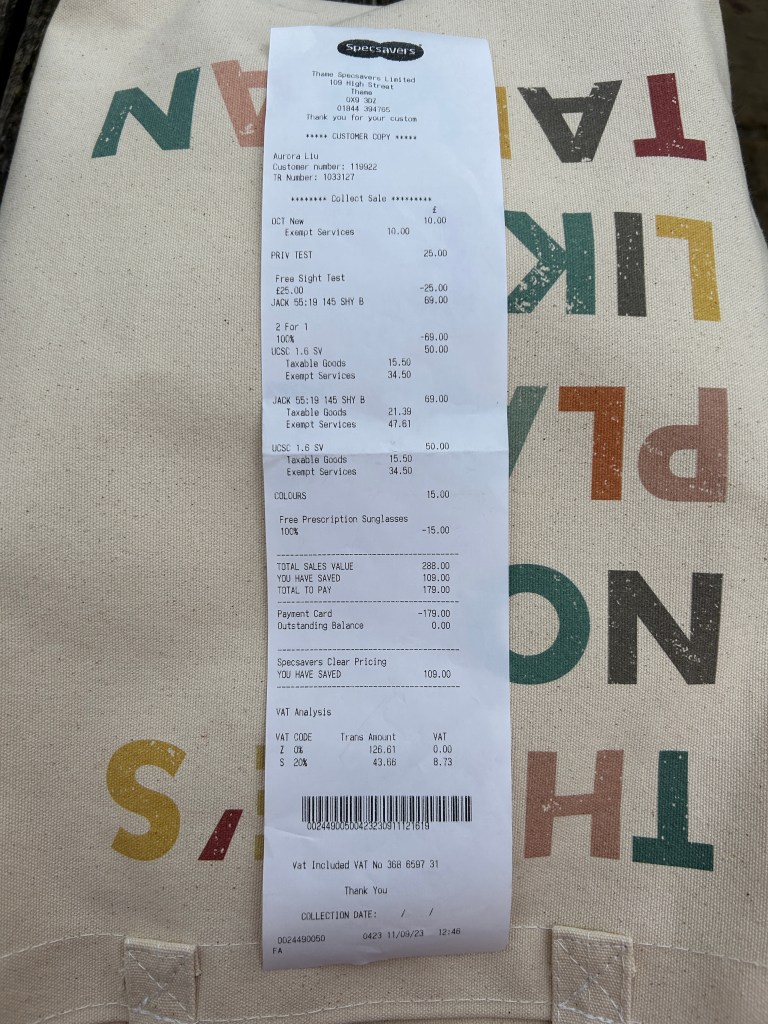 Specsavers
Thame Specsavers Limited
109 High Street
Thame
OX9 3DZ
01844 394765
Thank you for your custom
***** CUSTOMER COPY *****
Aurora Liu
Customer number: 119922
TR Number: 1033127
******** Collect Sale *********
£
OCT New 10.00
Exempt Services 10.00
PRIV TEST 25.00
Free Sight Test
£25.00 -25.00
JACK 55:19 145 SHY B 69.00
2 For 1
100% -69.00
UCSC 1.6 SV 50.00
Taxable Goods 15.50
Exempt Services 34.50
JACK 55:19 145 SHY B 69.00
Taxable Goods 21.39
Exempt Services 47.61
UCSC 1.6 SV 50.00
Taxable Goods 15.50
Exempt Services 34.50
COLOURS 15.00
Free Prescription Sunglasses
100% -15.00
TOTAL SALES VALUE 288.00
YOU HAVE SAVED 109.00
TOTAL TO PAY 179.00
Payment Card -179.00
Outstanding Balance 0.00
Specsavers Clear Pricing
YOU HAVE SAVED 109.00
VAT Analysis
VAT CODE Trans Amount VAT
Z 0% 126.61 0.00
S 20% 43.66 8.73
00244900500423230911121619
Vat Included VAT No 368 6597 31
Thank You
COLLECTION DATE: / /
0024490050 0423 11/09/23 12:46
FA
NO
LIK